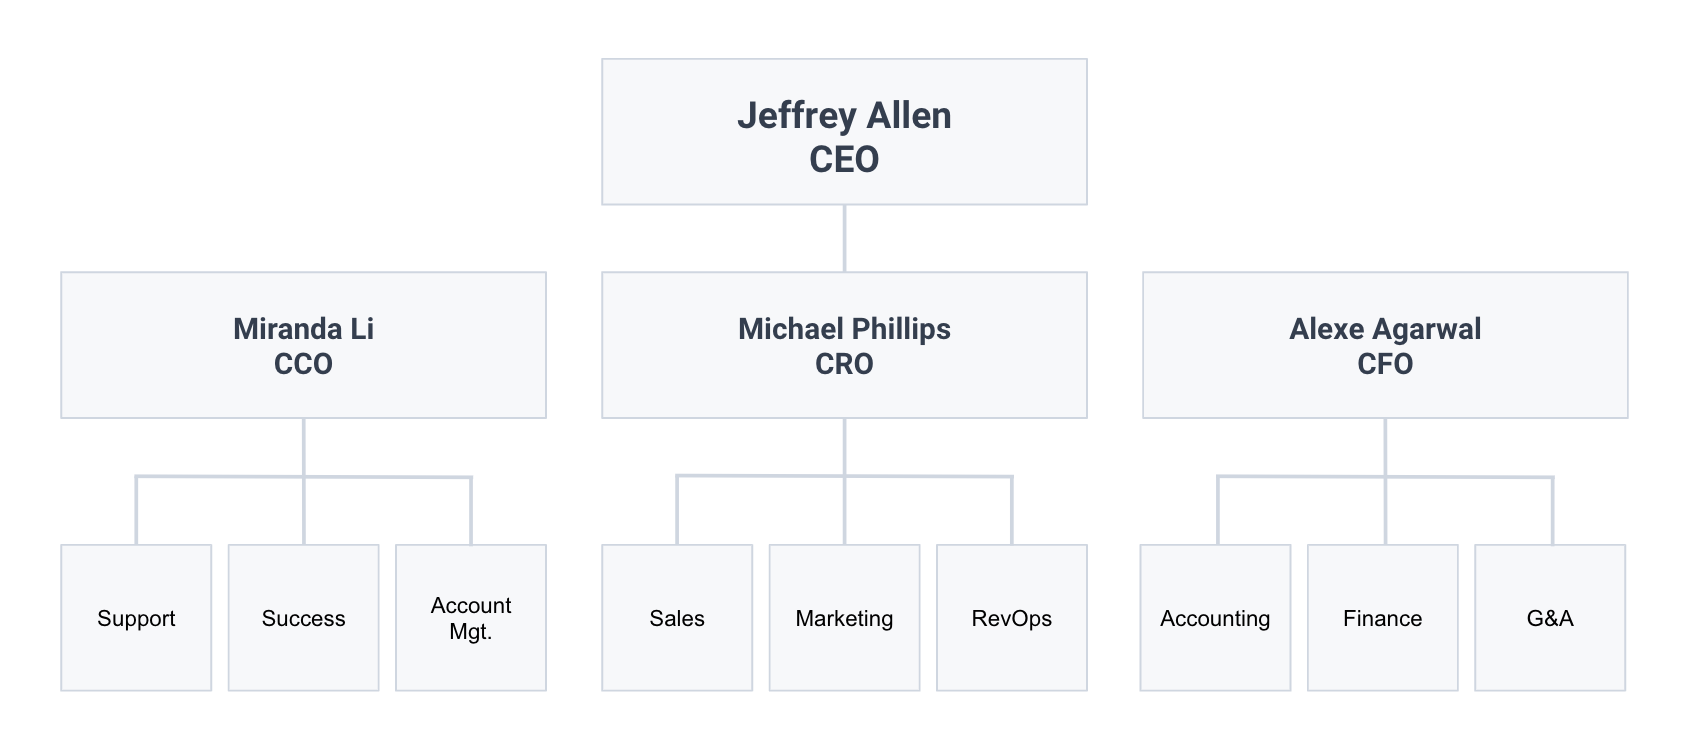 Jeffrey Allen
CEO
Miranda Li
CCO
Michael Phillips
CRO
Alexe Agarwal
CFO
Support
Success
Account
Mgt.
Sales
Marketing
RevOps
Accounting
Finance
G&A